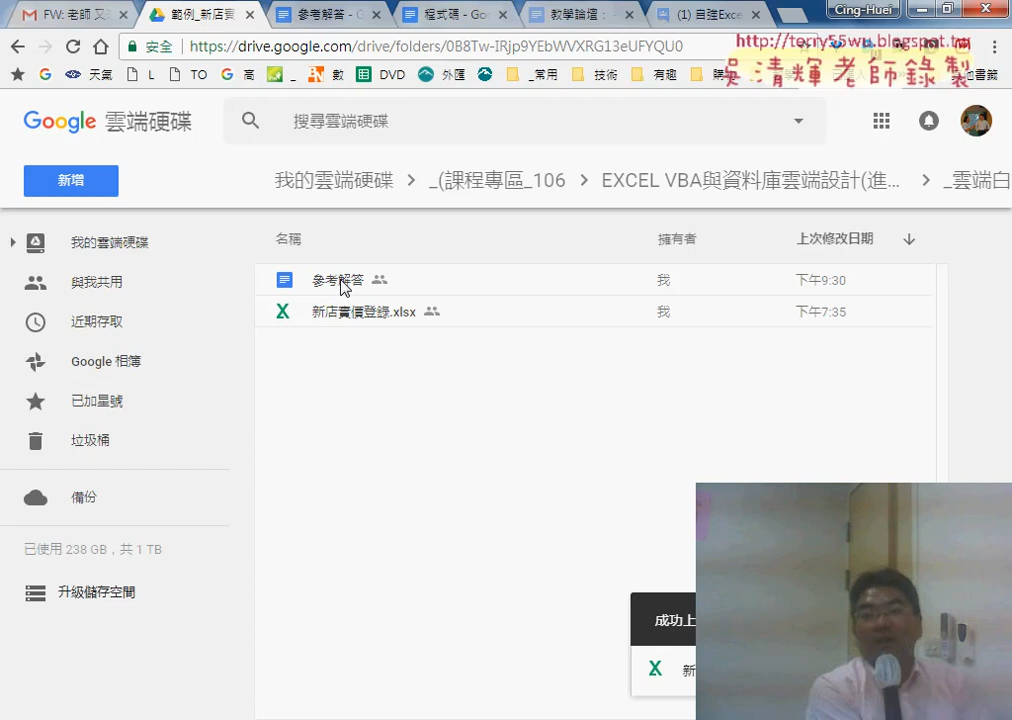 FW: 老師 又
範例_新店實
參考解答 - G
程式碼 - Goo
教學論壇：
(1) 自強Exce
Cing-Huei
安全 https://drive.google.com/drive/folders/0B8Tw-IRjp9YEbWVXRG13eUFYQU0
http://terry55wu.blogspot.tw
吳清輝老師錄製
天氣 L TO 高 _ 數 DVD 外匯 _常用 技術 有趣
Google 雲端硬碟
搜尋雲端硬碟
新增
我的雲端硬碟 > _(課程專區_106 > EXCEL VBA與資料庫雲端設計(進... > _雲端白
我的雲端硬碟
與我共用
近期存取
Google 相簿
已加星號
垃圾桶
備份
已使用 238 GB，共 1 TB
升級儲存空間
名稱 擁有者 上次修改日期
參考解答 我 下午9:30
新店實價登錄.xlsx 我 下午7:35
成功上
新